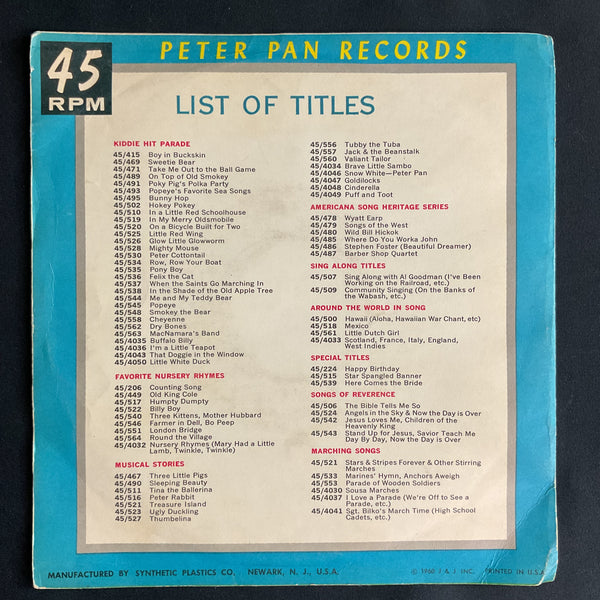 45
RPM
PETER PAN RECORDS
LIST OF TITLES
KIDDIE HIT PARADE
45/415 Boy in Buckskin
45/469 Sweetie Bear
45/471 Take Me Out to the Ball Game
45/489 On Top of Old Smokey
45/491 Poky Pig's Polka Party
45/493 Popeye's Favorite Sea Songs
45/495 Bunny Hop
45/502 Hokey Pokey
45/510 In a Little Red Schoolhouse
45/519 In My Merry Oldsmobile
45/520 On a Bicycle Built for Two
45/525 Little Red Wing
45/526 Glow Little Glowworm
45/528 Mighty Mouse
45/530 Peter Cottontail
45/534 Row, Row Your Boat
45/535 Pony Boy
45/536 Felix the Cat
45/537 When the Saints Go Marching In
45/538 In the Shade of the Old Apple Tree
45/544 Me and My Teddy Bear
45/545 Popeye
45/548 Smokey the Bear
45/558 Cheyenne
45/562 Dry Bones
45/563 MacNamara's Band
45/4035 Buffalo Billy
45/4036 I'm a Little Teapot
45/4043 That Doggie in the Window
45/4050 Little White Duck
FAVORITE NURSERY RHYMES
45/206 Counting Song
45/449 Old King Cole
45/517 Humpty Dumpty
45/522 Billy Boy
45/540 Three Kittens, Mother Hubbard
45/546 Farmer in Dell, Bo Peep
45/551 London Bridge
45/564 Round the Village
45/4032 Nursery Rhymes (Mary Had a Little
Lamb, Twinkle, Twinkle)
MUSICAL STORIES
45/467 Three Little Pigs
45/490 Sleeping Beauty
45/511 Tina the Ballerina
45/516 Peter Rabbit
45/521 Treasure Island
45/523 Ugly Duckling
45/527 Thumbelina
45/556 Tubby the Tuba
45/557 Jack & the Beanstalk
45/560 Valiant Tailor
45/4034 Brave Little Sambo
45/4046 Snow White—Peter Pan
45/4047 Goldilocks
45/4048 Cinderella
45/4049 Puff and Toot
AMERICANA SONG HERITAGE SERIES
45/478 Wyatt Earp
45/479 Songs of the West
45/480 Wild Bill Hickok
45/485 Where Do You Worka John
45/486 Stephen Foster (Beautiful Dreamer)
45/487 Barber Shop Quartet
SING ALONG TITLES
45/507 Sing Along with Al Goodman (I've Been
Working on the Railroad, etc.)
45/509 Community Singing (On the Banks of
the Wabash, etc.)
AROUND THE WORLD IN SONG
45/500 Hawaii (Aloha, Hawaiian War Chant, etc)
45/518 Mexico
45/561 Little Dutch Girl
45/4033 Scotland, France, Italy, England,
West Indies
SPECIAL TITLES
45/224 Happy Birthday
45/515 Star Spangled Banner
45/539 Here Comes the Bride
SONGS OF REVERENCE
45/506 The Bible Tells Me So
45/524 Angels in the Sky & Now the Day is Over
45/542 Jesus Loves Me, Children of the
Heavenly King
45/543 Stand Up for Jesus, Savior Teach Me
Day By Day, Now the Day is Over
MARCHING SONGS
45/521 Stars & Stripes Forever & Other Stirring
Marches
45/533 Marines' Hymn, Anchors Aweigh
45/553 Parade of Wooden Soldiers
45/4030 Sousa Marches
45/4037 I Love a Parade (We're Off to See a
Parade, etc.)
45/4041 Sgt. Bilko's March Time (High School
Cadets, etc.)
MANUFACTURED BY SYNTHETIC PLASTICS CO. NEWARK, N. J., U.S.A.
© 1960 J & J INC. PRINTED IN U.S.A.